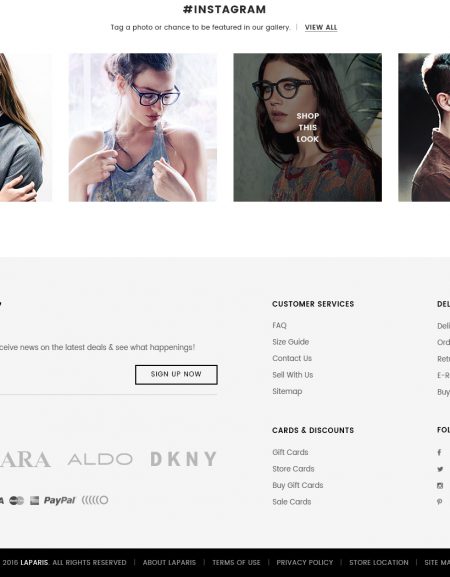 #INSTAGRAM
Tag a photo or chance to be featured in our gallery. | VIEW ALL
SHOP
THIS
LOOK
CUSTOMER SERVICES
FAQ
Size Guide
Contact Us
Sell With Us
Sitemap
ceive news on the latest deals & see what happenings!
SIGN UP NOW
CARDS & DISCOUNTS
Gift Cards
Store Cards
Buy Gift Cards
Sale Cards
ARA ALDO DKNY
PayPal
DEL
Deli
Ord
Retu
E-R
Buy
FOL
2016 LAPARIS. ALL RIGHTS RESERVED | ABOUT LAPARIS | TERMS OF USE | PRIVACY POLICY | STORE LOCATION | SITE MA